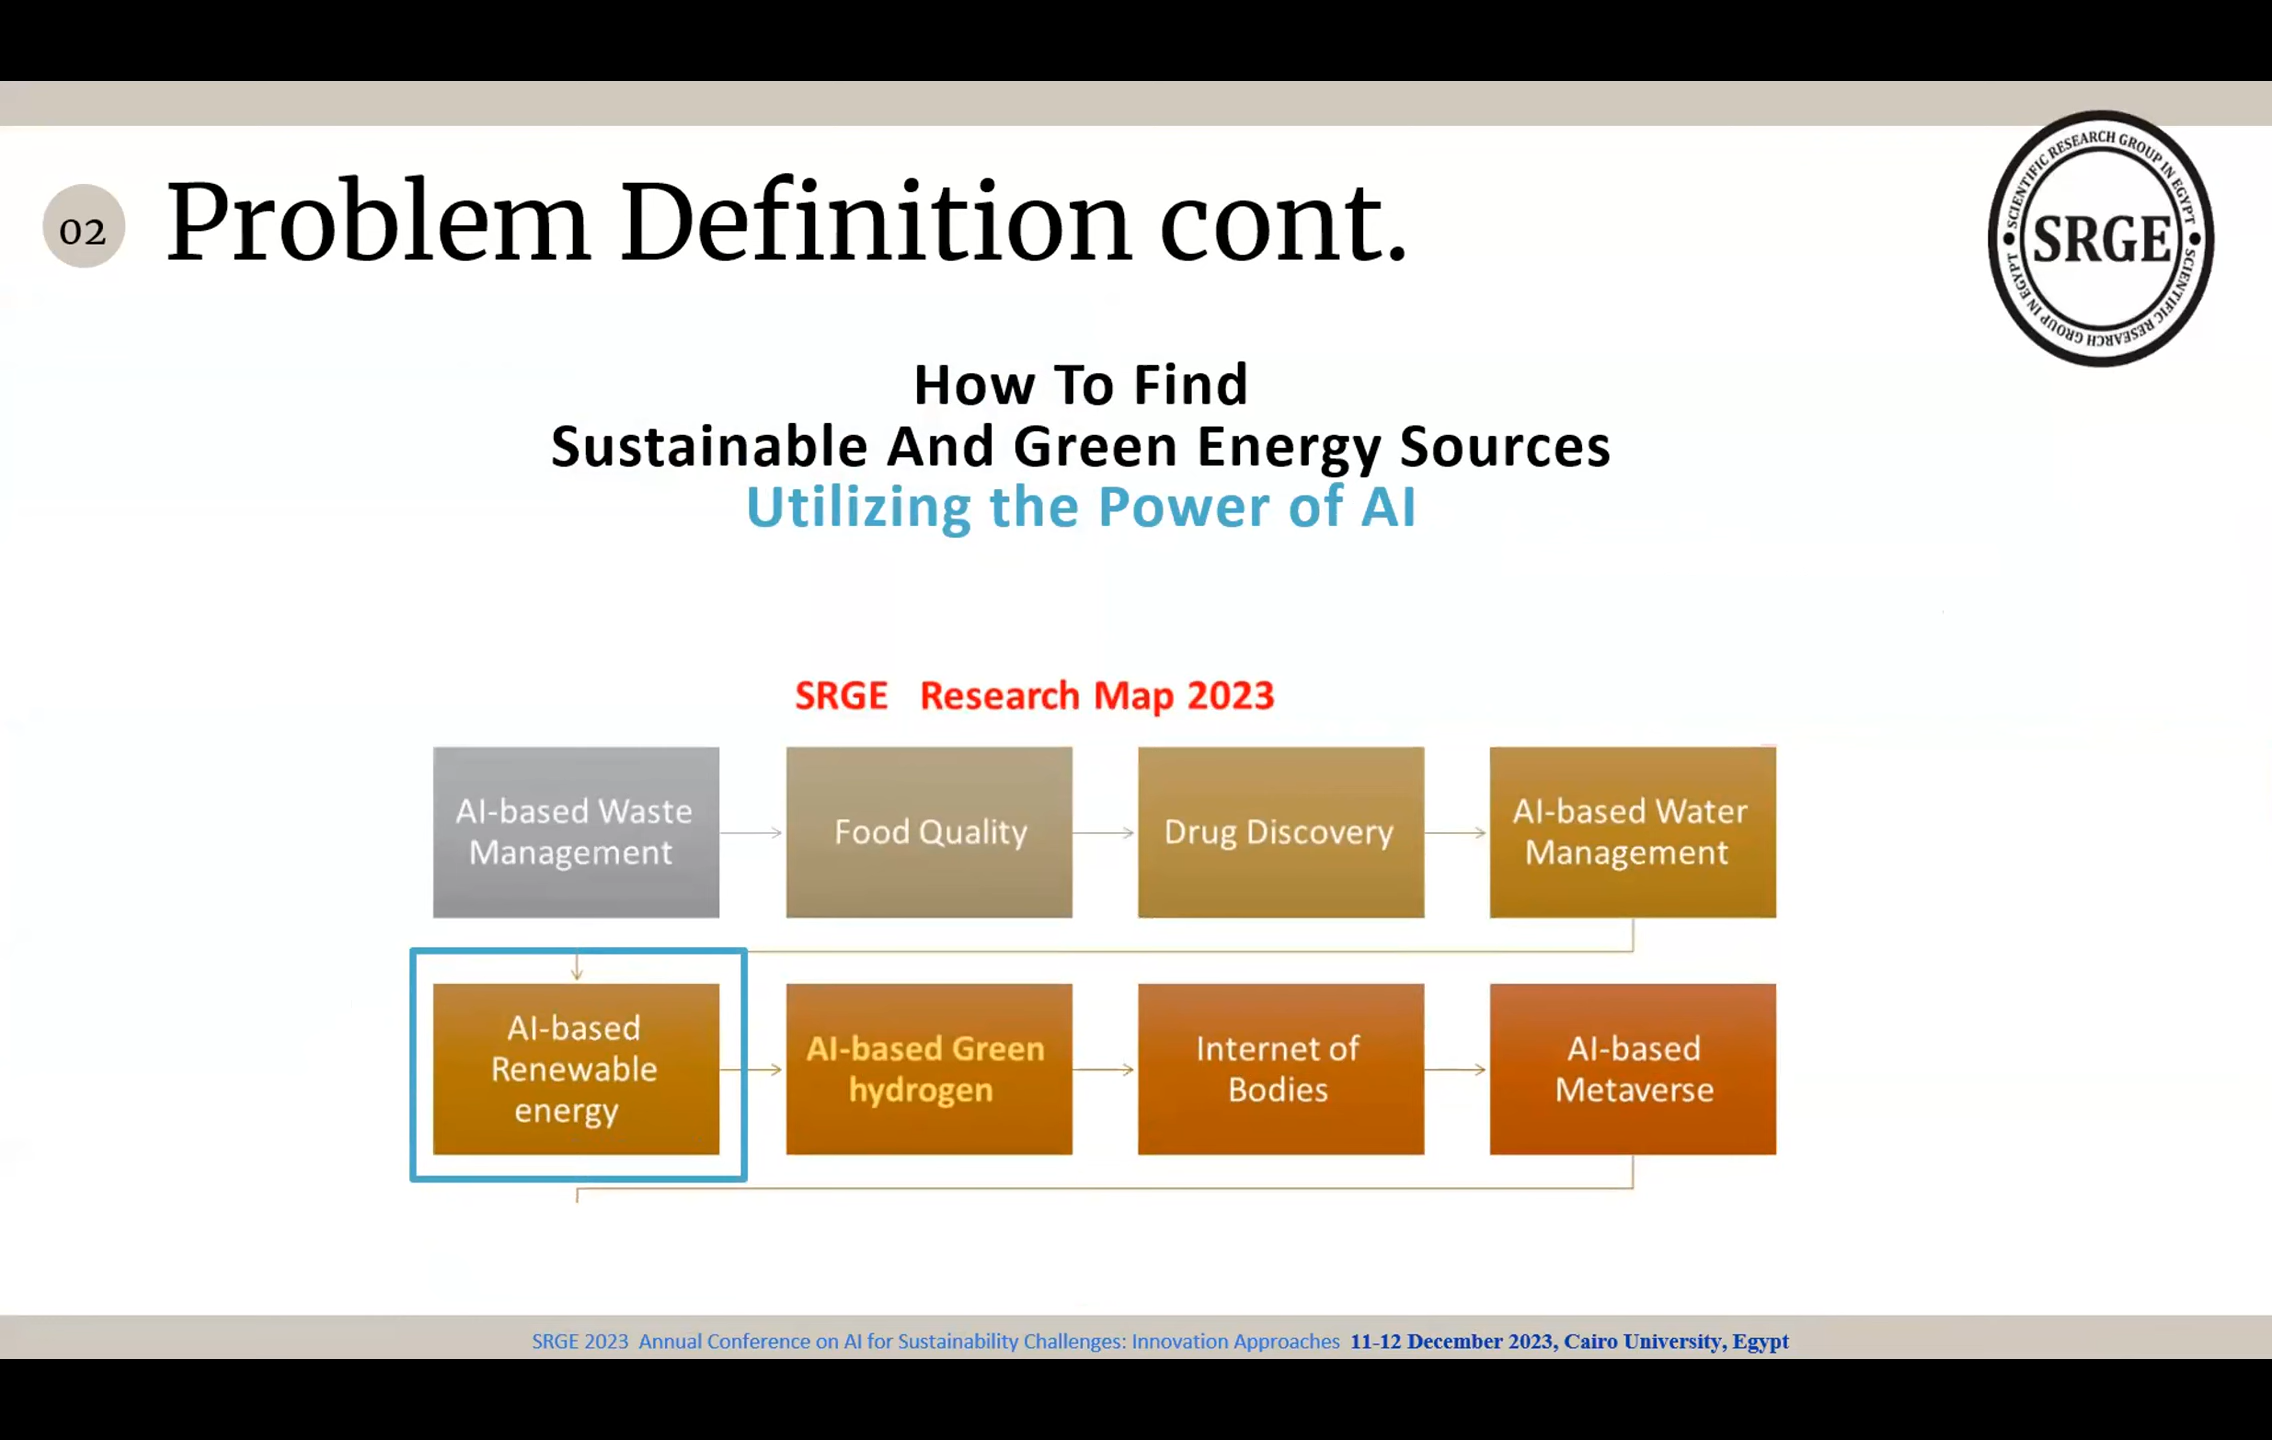 02
Problem Definition cont.
SCIENTIFIC RESEARCH GROUP IN EGYPT
SRGE
SCIENTIFIC RESEARCH GROUP IN EGYPT
How To Find
Sustainable And Green Energy Sources
Utilizing the Power of AI
SRGE Research Map 2023
AI-based Waste
Management
Food Quality
Drug Discovery
AI-based Water
Management
AI-based
Renewable
energy
AI-based Green
hydrogen
Internet of
Bodies
AI-based
Metaverse
SRGE 2023 Annual Conference on AI for Sustainability Challenges: Innovation Approaches 11-12 December 2023, Cairo University, Egypt